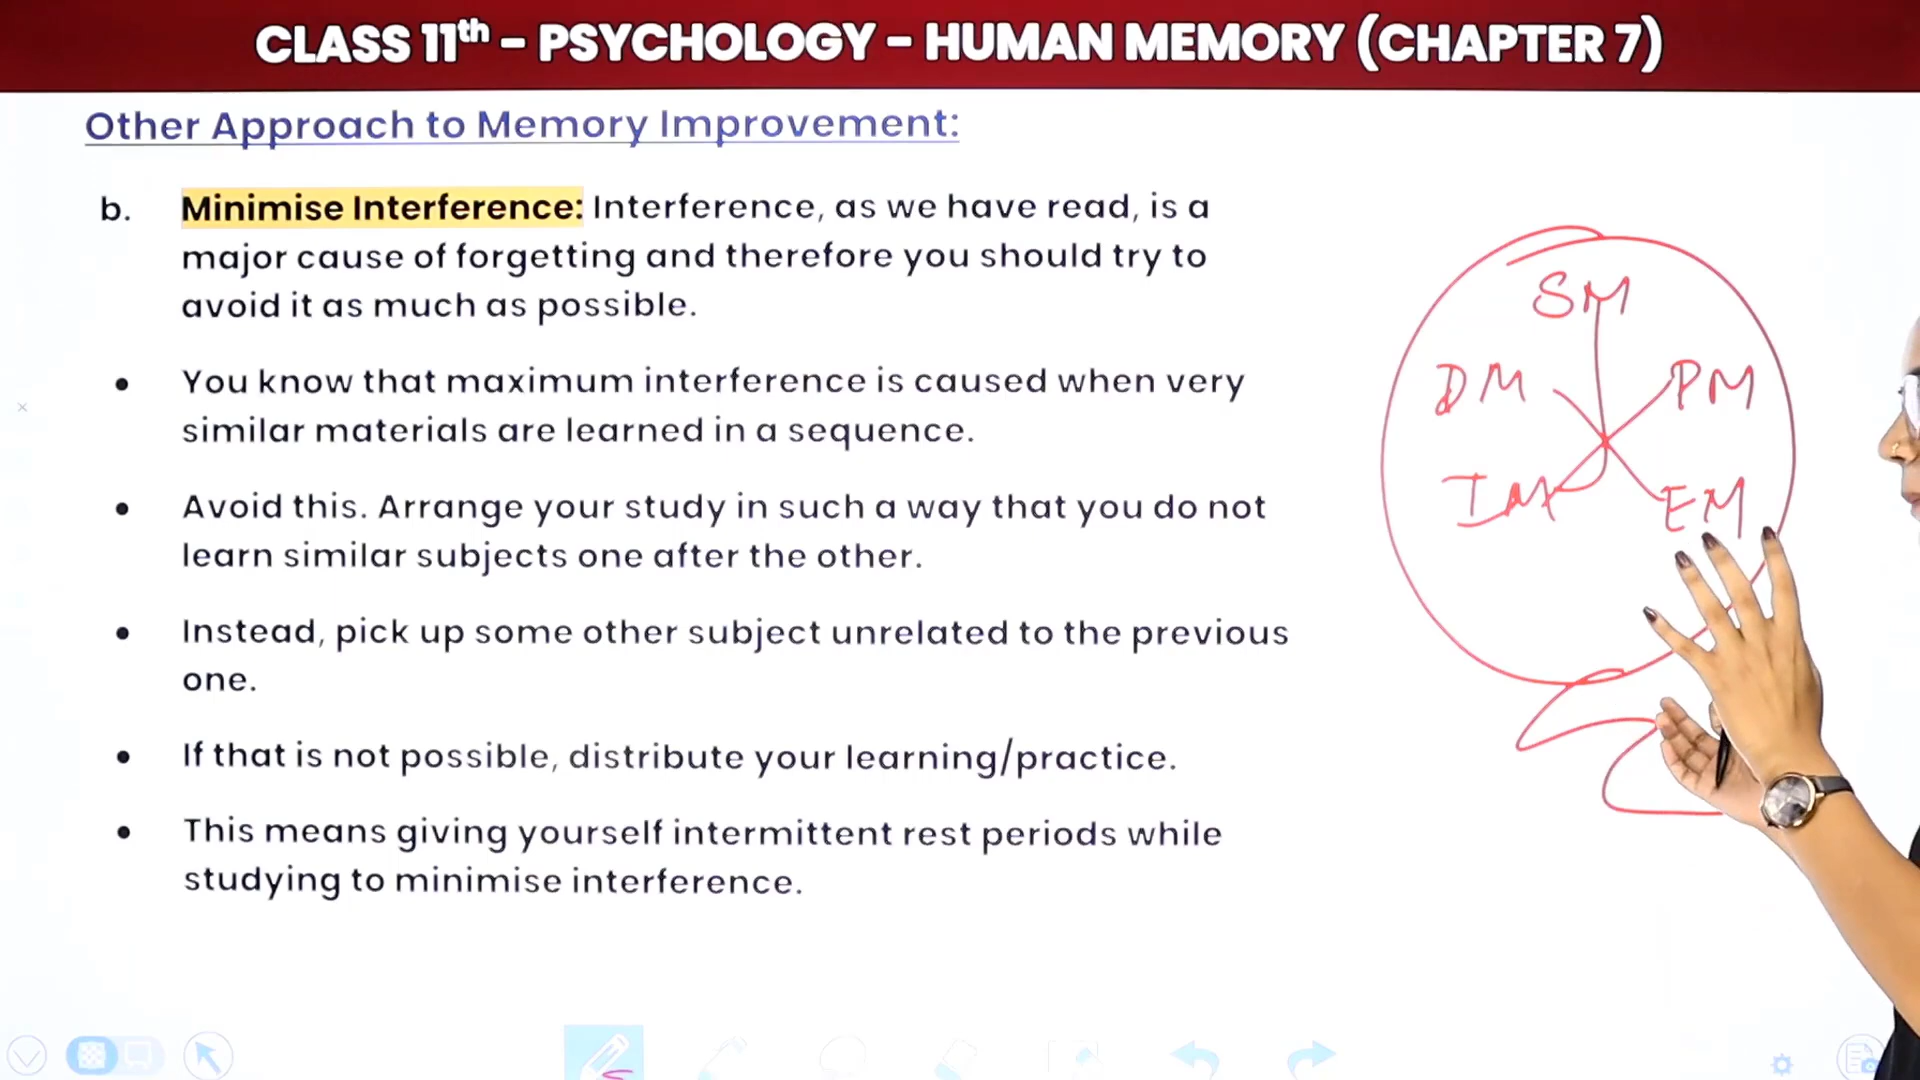 CLASS 11th - PSYCHOLOGY - HUMAN MEMORY (CHAPTER 7)
Other Approach to Memory Improvement:
b. Minimise Interference: Interference, as we have read, is a
major cause of forgetting and therefore you should try to
avoid it as much as possible.
• You know that maximum interference is caused when very
similar materials are learned in a sequence.
• Avoid this. Arrange your study in such a way that you do not
learn similar subjects one after the other.
• Instead, pick up some other subject unrelated to the previous
one.
• If that is not possible, distribute your learning/practice.
• This means giving yourself intermittent rest periods while
studying to minimise interference.
SM
DM
PM
EM